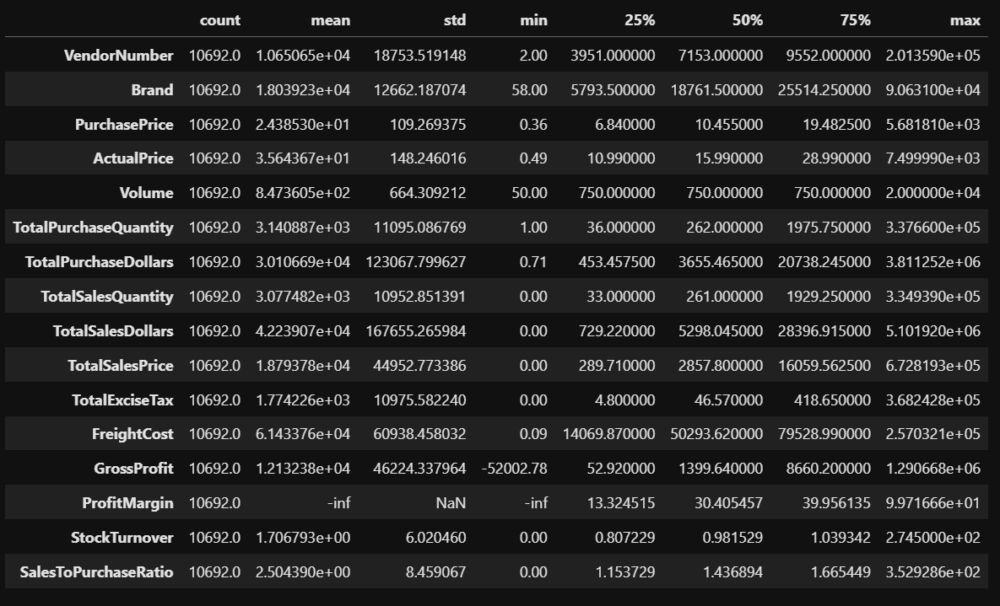 count mean std min 25% 50% 75% max
VendorNumber 10692.0 1.065065e+04 18753.519148 2.00 3951.000000 7153.000000 9552.000000 2.013590e+05
Brand 10692.0 1.803923e+04 12662.187074 58.00 5793.500000 18761.500000 25514.250000 9.063100e+04
PurchasePrice 10692.0 2.438530e+01 109.269375 0.36 6.840000 10.455000 19.482500 5.681810e+03
ActualPrice 10692.0 3.564367e+01 148.246016 0.49 10.990000 15.990000 28.990000 7.499990e+03
Volume 10692.0 8.473605e+02 664.309212 50.00 750.000000 750.000000 750.000000 2.000000e+04
TotalPurchaseQuantity 10692.0 3.140887e+03 11095.086769 1.00 36.000000 262.000000 1975.750000 3.376600e+05
TotalPurchaseDollars 10692.0 3.010669e+04 123067.799627 0.71 453.457500 3655.465000 20738.245000 3.811252e+06
TotalSalesQuantity 10692.0 3.077482e+03 10952.851391 0.00 33.000000 261.000000 1929.250000 3.349390e+05
TotalSalesDollars 10692.0 4.223907e+04 167655.265984 0.00 729.220000 5298.045000 28396.915000 5.101920e+06
TotalSalesPrice 10692.0 1.879378e+04 44952.773386 0.00 289.710000 2857.800000 16059.562500 6.728193e+05
TotalExciseTax 10692.0 1.774226e+03 10975.582240 0.00 4.800000 46.570000 418.650000 3.682428e+05
FreightCost 10692.0 6.143376e+04 60938.458032 0.09 14069.870000 50293.620000 79528.990000 2.570321e+05
GrossProfit 10692.0 1.213238e+04 46224.337964 -52002.78 52.920000 1399.640000 8660.200000 1.290668e+06
ProfitMargin 10692.0 -inf NaN -inf 13.324515 30.405457 39.956135 9.971666e+01
StockTurnover 10692.0 1.706793e+00 6.020460 0.00 0.807229 0.981529 1.039342 2.745000e+02
SalesToPurchaseRatio 10692.0 2.504390e+00 8.459067 0.00 1.153729 1.436894 1.665449 3.529286e+02